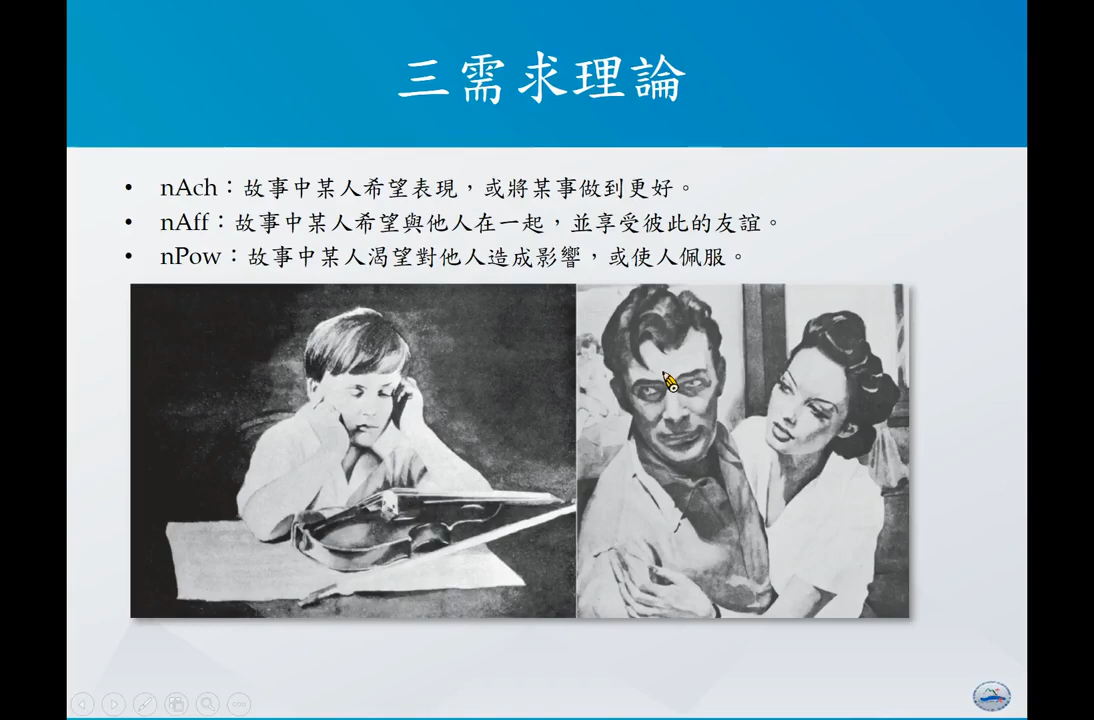 三需求理論
• nAch：故事中某人希望表現，或將某事做到更好。
• nAff：故事中某人希望與他人在一起，並享受彼此的友誼。
• nPow：故事中某人渴望對他人造成影響，或使人佩服。